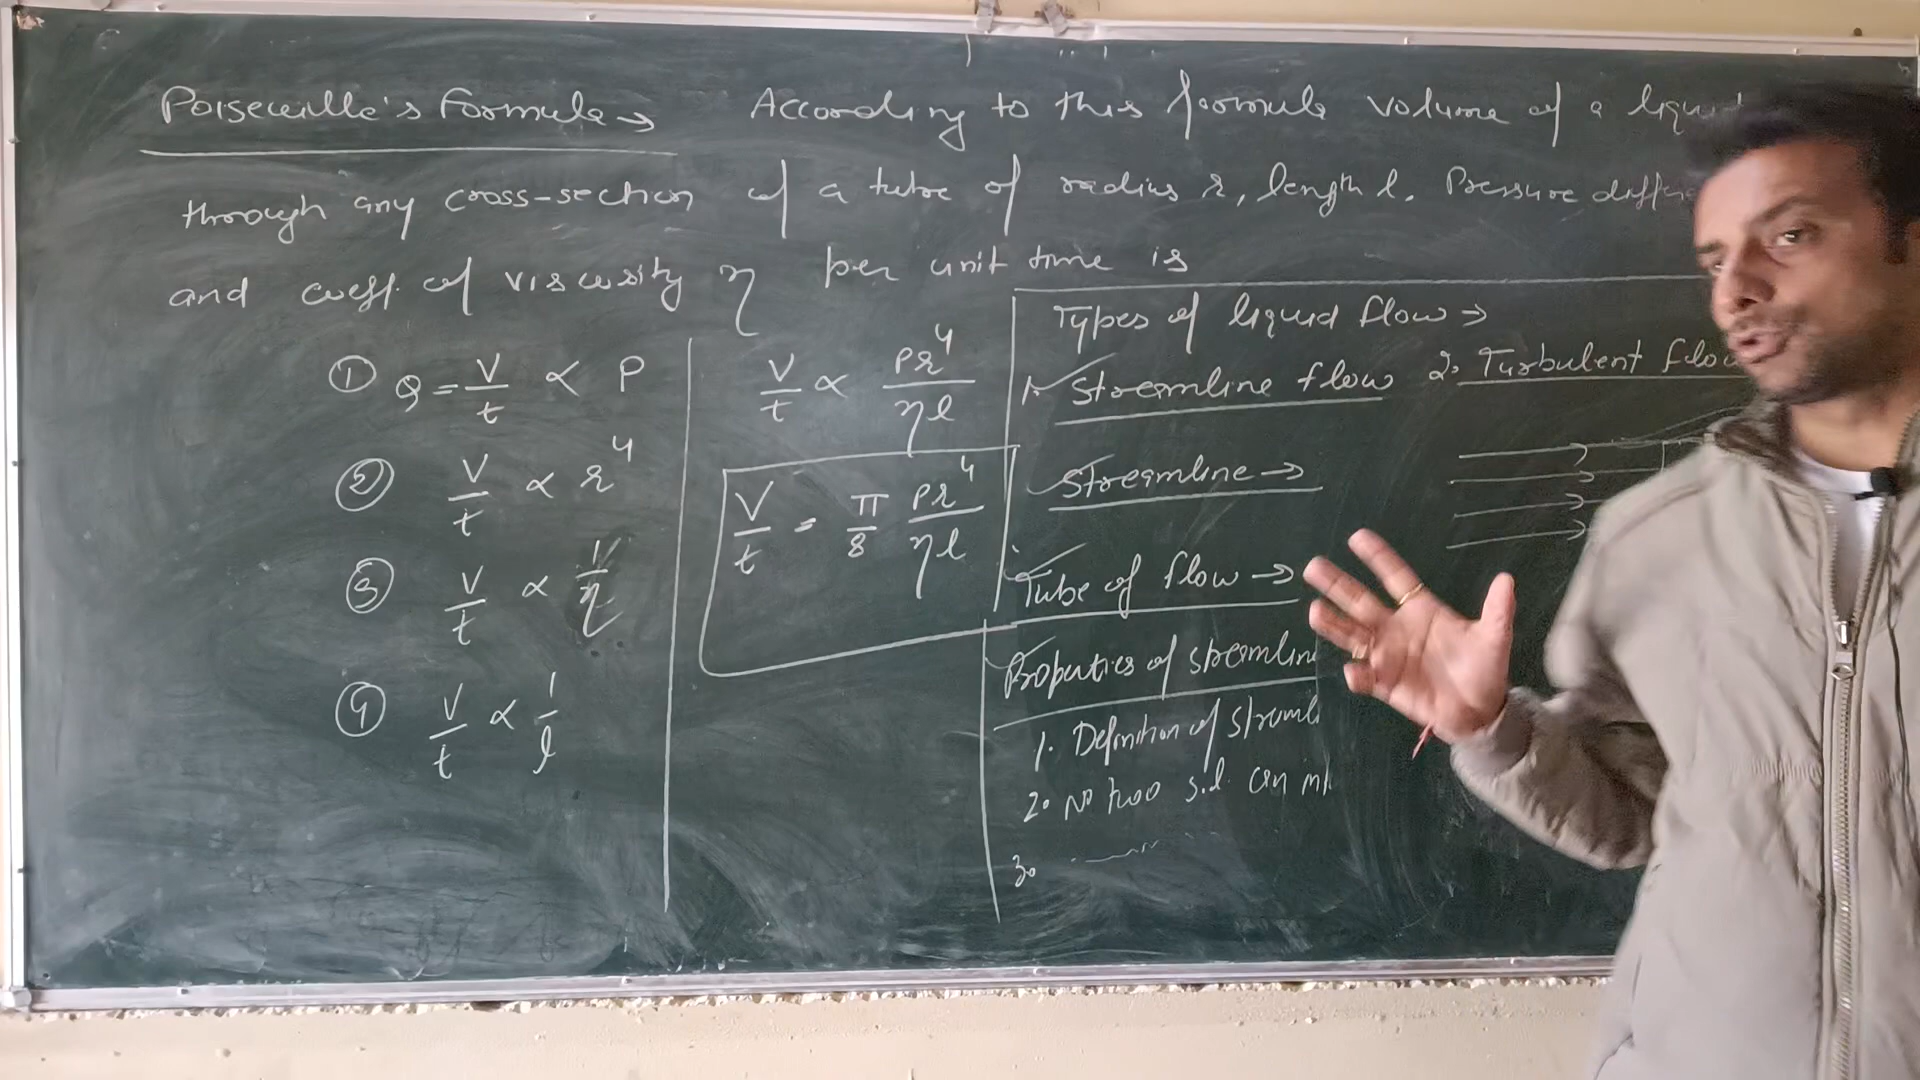 Poiseuille's Formula → According to this formula volume of a liquid
through any cross-section of a tube of radius r, length l. Pressure differe
and coeff. of viscosity η per unit time is
① Q = V/t ∝ P
② V/t ∝ r⁴
③ V/t ∝ 1/η
④ V/t ∝ 1/l
V/t ∝ Pr⁴/ηl
V/t = π/8 Pr⁴/ηl
Types of liquid flow →
1. Streamline flow 2. Turbulent flow
Streamline →
Tube of flow →
Properties of streamline
1. Definition of streaml
2. No two s.l. can int
3.